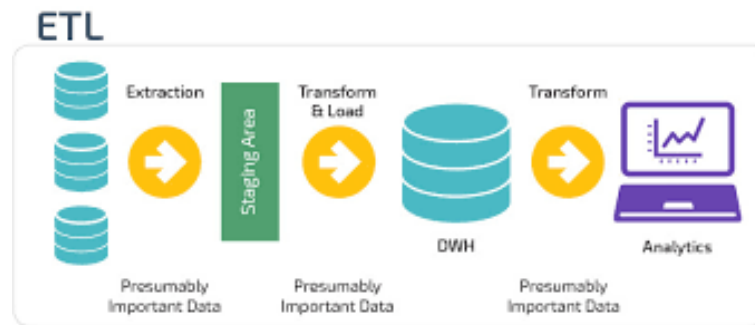 ETL
Extraction
Transform
& Load
Transform
Staging Area
DWH
Analytics
Presumably
Important Data
Presumably
Important Data
Presumably
Important Data